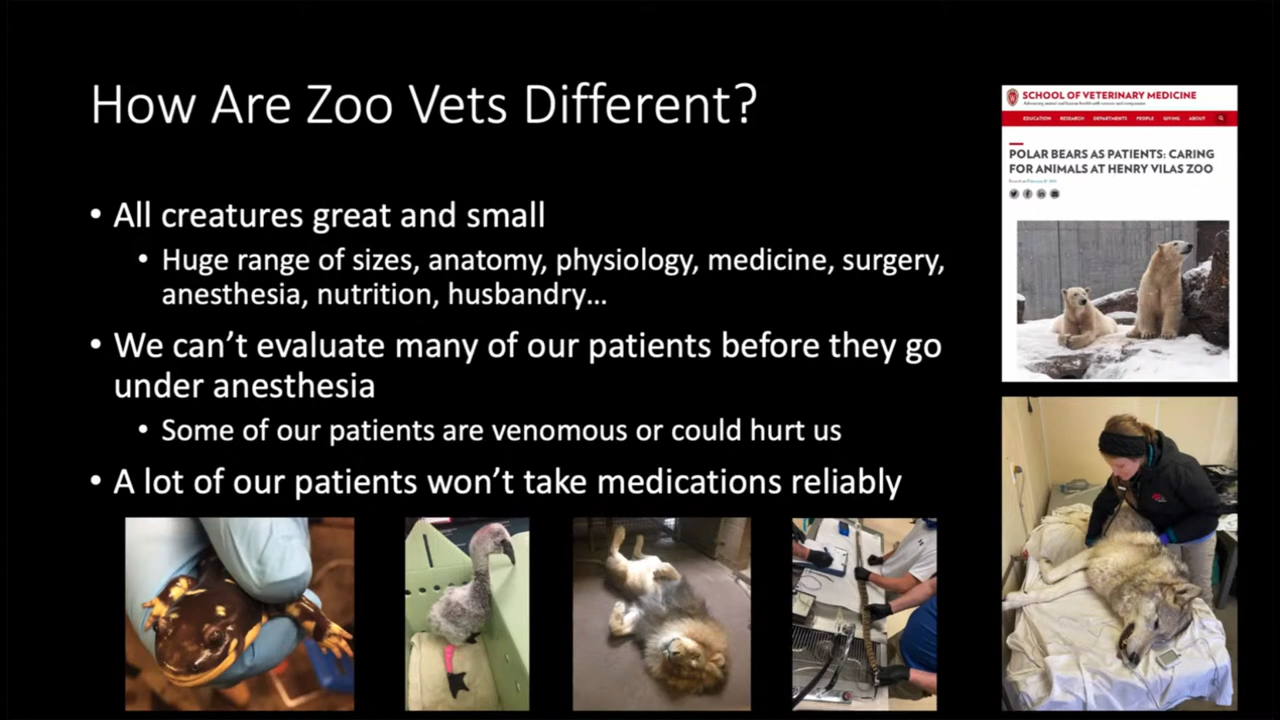 How Are Zoo Vets Different?
• All creatures great and small
• Huge range of sizes, anatomy, physiology, medicine, surgery,
anesthesia, nutrition, husbandry...
• We can’t evaluate many of our patients before they go
under anesthesia
• Some of our patients are venomous or could hurt us
• A lot of our patients won’t take medications reliably
SCHOOL OF VETERINARY MEDICINE
Advancing animal and human health with science and compassion
EDUCATION RESEARCH DEPARTMENTS PEOPLE GIVING ABOUT
POLAR BEARS AS PATIENTS: CARING
FOR ANIMALS AT HENRY VILAS ZOO